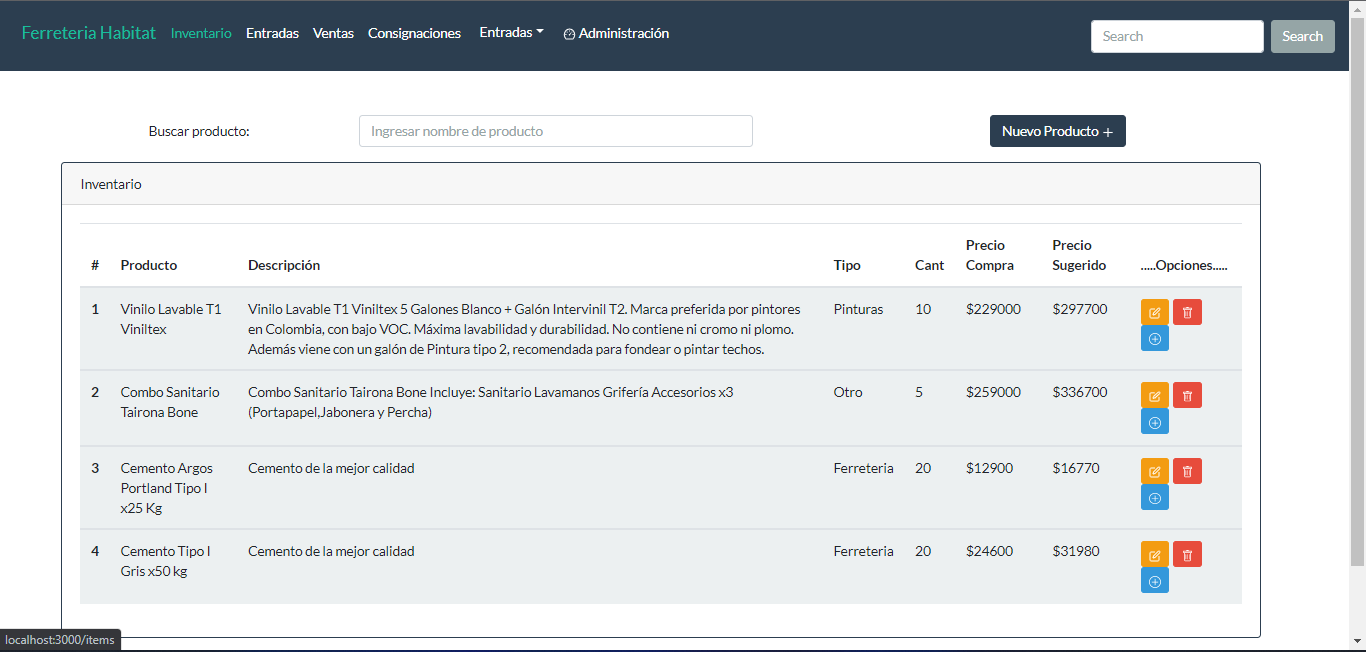 Ferreteria Habitat Inventario Entradas Ventas Consignaciones Entradas Administración Search Search
Buscar producto: Ingresar nombre de producto Nuevo Producto +
Inventario
# Producto Descripción Tipo Cant Precio Compra Precio Sugerido .....Opciones.....
1 Vinilo Lavable T1 Vinilo Lavable T1 Viniltex 5 Galones Blanco + Galón Intervinil T2. Marca preferida por pintores Pinturas 10 $229000 $297700
Viniltex en Colombia, con bajo VOC. Máxima lavabilidad y durabilidad. No contiene ni cromo ni plomo.
Además viene con un galón de Pintura tipo 2, recomendada para fondear o pintar techos.
2 Combo Sanitario Combo Sanitario Tairona Bone Incluye: Sanitario Lavamanos Grifería Accesorios x3 Otro 5 $259000 $336700
Tairona Bone (Portapapel,Jabonera y Percha)
3 Cemento Argos Cemento de la mejor calidad Ferreteria 20 $12900 $16770
Portland Tipo I
x25 Kg
4 Cemento Tipo I Cemento de la mejor calidad Ferreteria 20 $24600 $31980
Gris x50 kg
localhost:3000/items